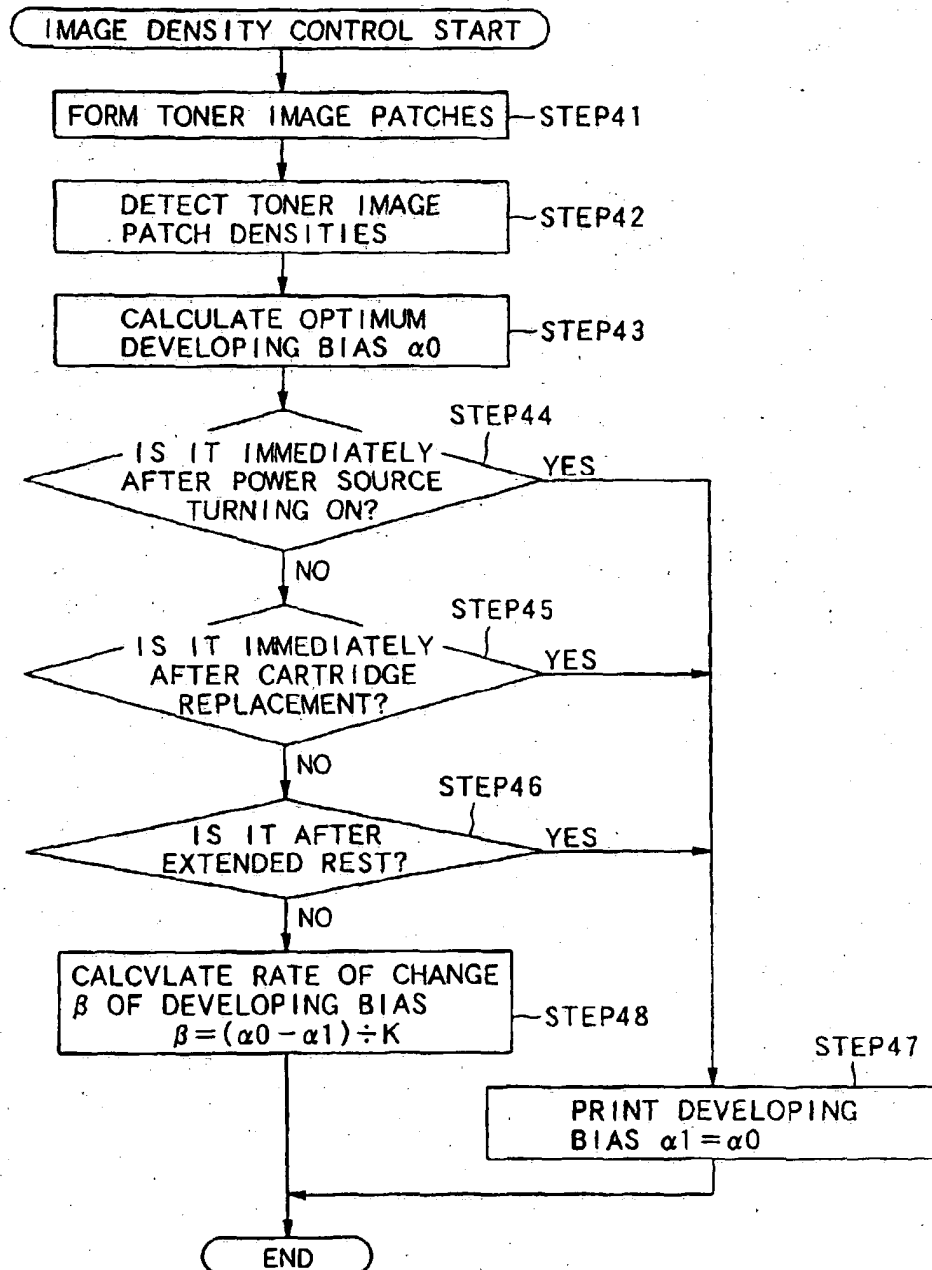 IMAGE DENSITY CONTROL START
FORM TONER IMAGE PATCHES
STEP41
DETECT TONER IMAGE
PATCH DENSITIES
STEP42
CALCULATE OPTIMUM
DEVELOPING BIAS α0
STEP43
STEP44
IS IT IMMEDIATELY
AFTER POWER SOURCE
TURNING ON?
YES
NO
STEP45
IS IT IMMEDIATELY
AFTER CARTRIDGE
REPLACEMENT?
YES
NO
STEP46
IS IT AFTER
EXTENDED REST?
YES
NO
CALCVLATE RATE OF CHANGE
β OF DEVELOPING BIAS
β=(α0-α1)÷K
STEP48
STEP47
PRINT DEVELOPING
BIAS α1=α0
END